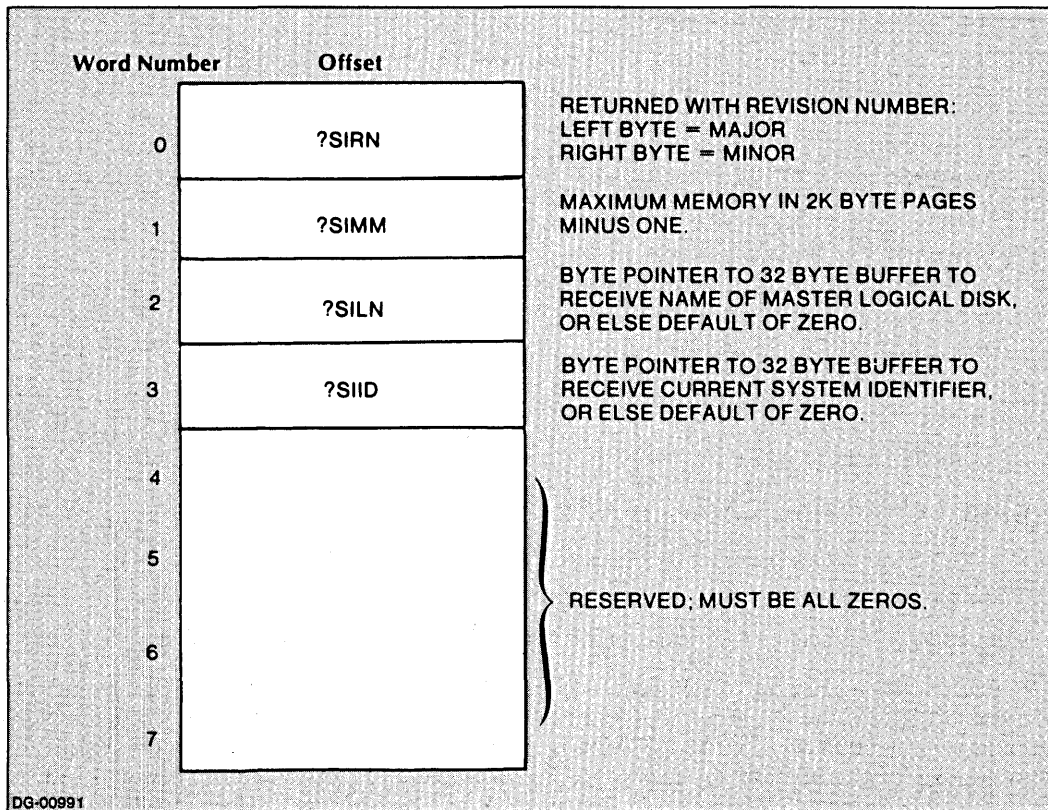 Word Number Offset
0 ?SIRN RETURNED WITH REVISION NUMBER:
LEFT BYTE = MAJOR
RIGHT BYTE = MINOR
1 ?SIMM MAXIMUM MEMORY IN 2K BYTE PAGES
MINUS ONE.
2 ?SILN BYTE POINTER TO 32 BYTE BUFFER TO
RECEIVE NAME OF MASTER LOGICAL DISK,
OR ELSE DEFAULT OF ZERO.
3 ?SIID BYTE POINTER TO 32 BYTE BUFFER TO
RECEIVE CURRENT SYSTEM IDENTIFIER,
OR ELSE DEFAULT OF ZERO.
4
5
RESERVED; MUST BE ALL ZEROS.
6
7
DG-00991